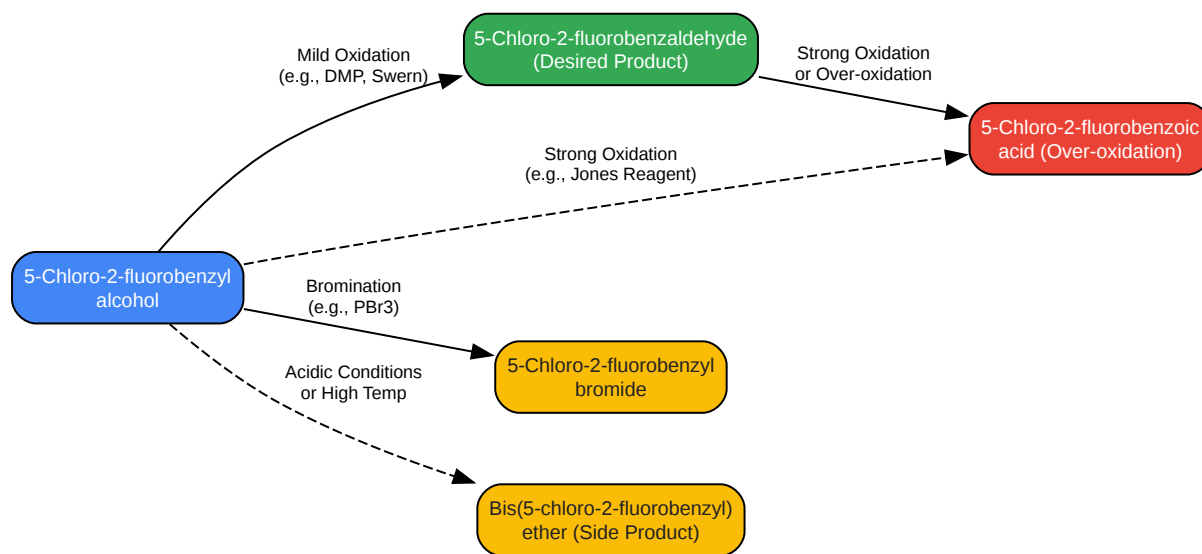 5-Chloro-2-fluorobenzaldehyde
(Desired Product)
Mild Oxidation
(e.g., DMP, Swern)
Strong Oxidation
or Over-oxidation
5-Chloro-2-fluorobenzoic
acid (Over-oxidation)
Strong Oxidation
(e.g., Jones Reagent)
5-Chloro-2-fluorobenzyl
alcohol
Bromination
(e.g., PBr3)
5-Chloro-2-fluorobenzyl
bromide
Acidic Conditions
or High Temp
Bis(5-chloro-2-fluorobenzyl)
ether (Side Product)